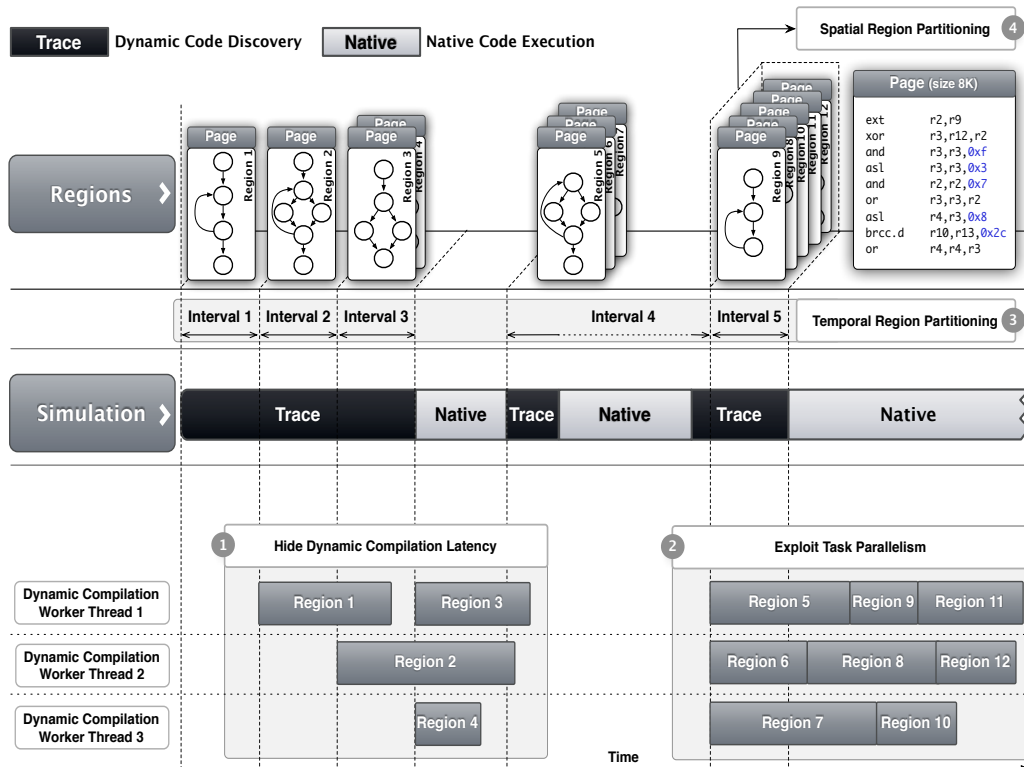 Trace Dynamic Code Discovery Native Native Code Execution
Spatial Region Partitioning 4
Regions
Page Region 1
Page Region 2
Page Region 3
Page Region 4
Page Region 5
Page Region 6
Page Region7
Page Region 9
Page Region8
Page Region10
Page Region 11
Page Region 12
Page (size 8K)
ext r2,r9
xor r3,r12,r2
and r3,r3,0xf
asl r3,r3,0x3
and r2,r2,0x7
or r3,r3,r2
asl r4,r3,0x8
brcc.d r10,r13,0x2c
or r4,r4,r3
Interval 1 Interval 2 Interval 3 Interval 4 Interval 5 Temporal Region Partitioning 3
Simulation Trace Native Trace Native Trace Native
1 Hide Dynamic Compilation Latency
2 Exploit Task Parallelism
Dynamic Compilation
Worker Thread 1
Region 1 Region 3 Region 5 Region 9 Region 11
Dynamic Compilation
Worker Thread 2
Region 2 Region 6 Region 8 Region 12
Dynamic Compilation
Worker Thread 3
Region 4 Region 7 Region 10
Time